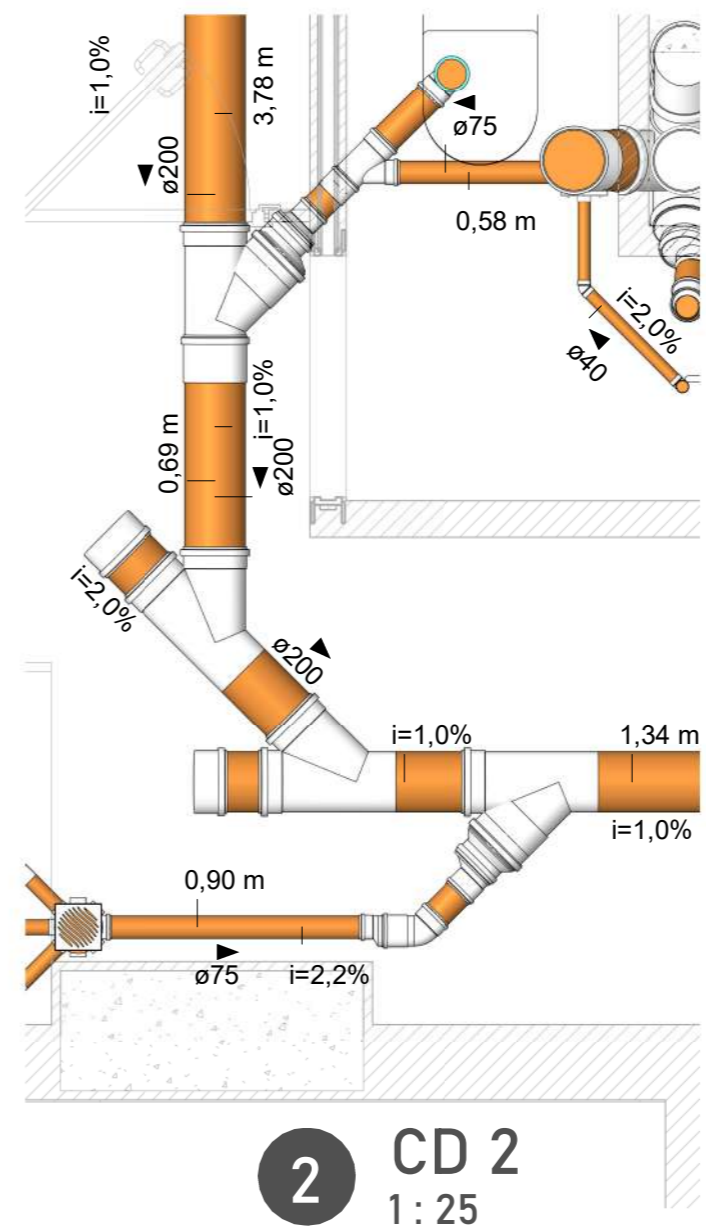 i=1,0%
3,78 m
ø200
ø75
0,58 m
i=2,0%
ø40
i=1,0%
0,69 m
ø200
i=2,0%
ø200
i=1,0%
1,34 m
i=1,0%
0,90 m
ø75
i=2,2%
2
CD 2
1 : 25